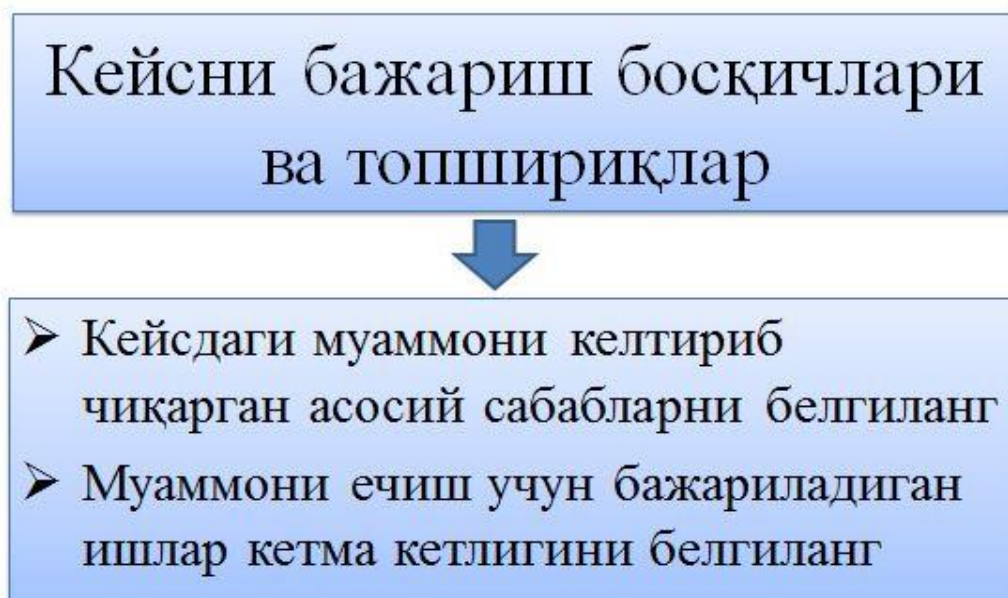 Кейсни бажариш босқичлари
ва топшириқлар
➢ Кейсдаги муаммони келтириб
чиқарган асосий сабабларни белгиланг
➢ Муаммони ечиш учун бажариладиган
ишлар кетма кетлигини белгиланг